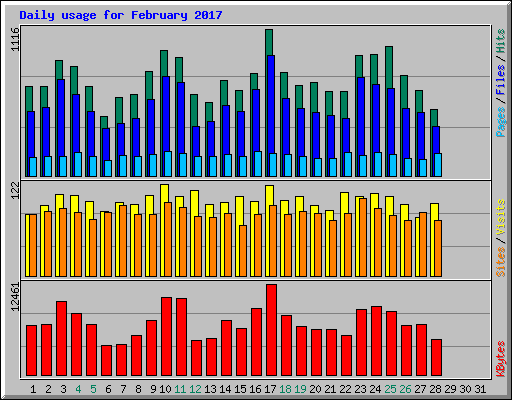 Daily usage for February 2017
1116
Pages / Files / Hits
122
Sites / Visits
12461
KBytes
1 2 3 4 5 6 7 8 9 10 11 12 13 14 15 16 17 18 19 20 21 22 23 24 25 26 27 28 29 30 31